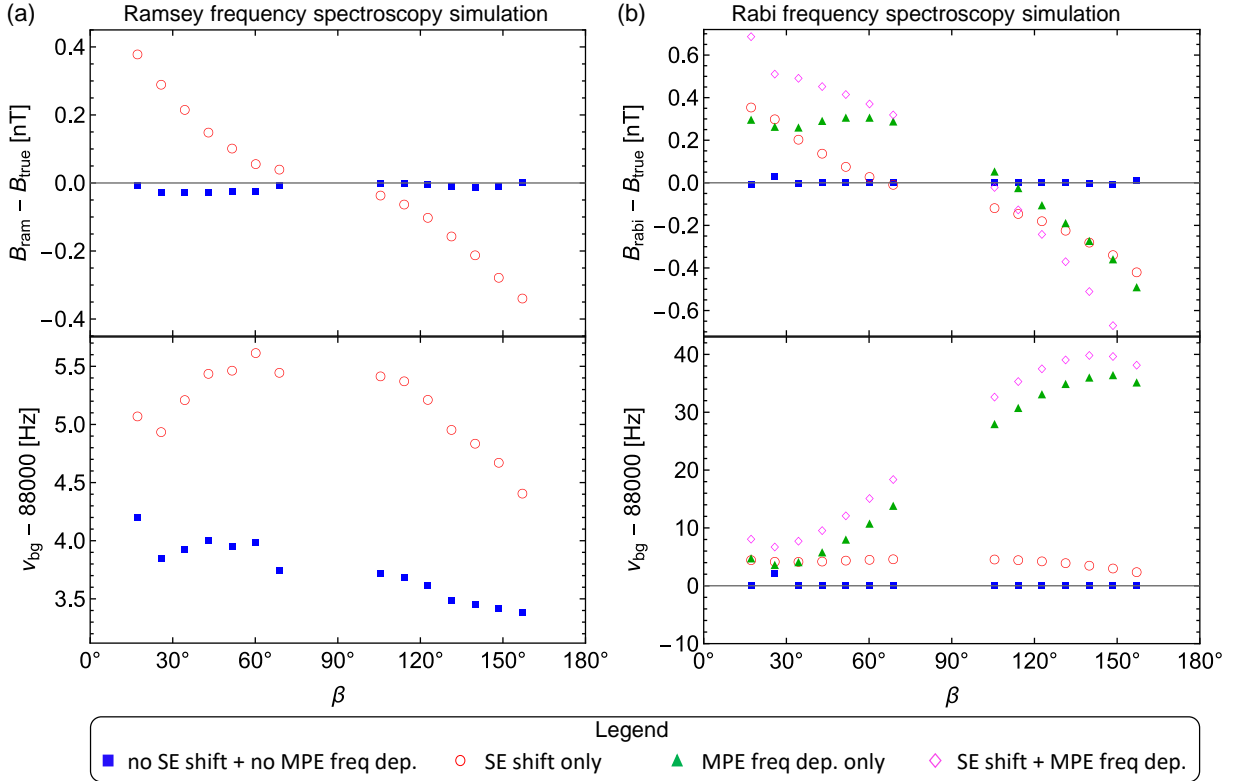 (a) Ramsey frequency spectroscopy simulation
0.4
0.2
0.0
−0.2
−0.4
B_ram − B_true [nT]
5.5
5.0
4.5
4.0
3.5
ν_bg − 88000 [Hz]
0° 30° 60° 90° 120° 150° 180°
β
(b) Rabi frequency spectroscopy simulation
0.6
0.4
0.2
0.0
−0.2
−0.4
−0.6
B_rabi − B_true [nT]
40
30
20
10
0
−10
ν_bg − 88000 [Hz]
0° 30° 60° 90° 120° 150° 180°
β
Legend
no SE shift + no MPE freq dep. SE shift only MPE freq dep. only SE shift + MPE freq dep.